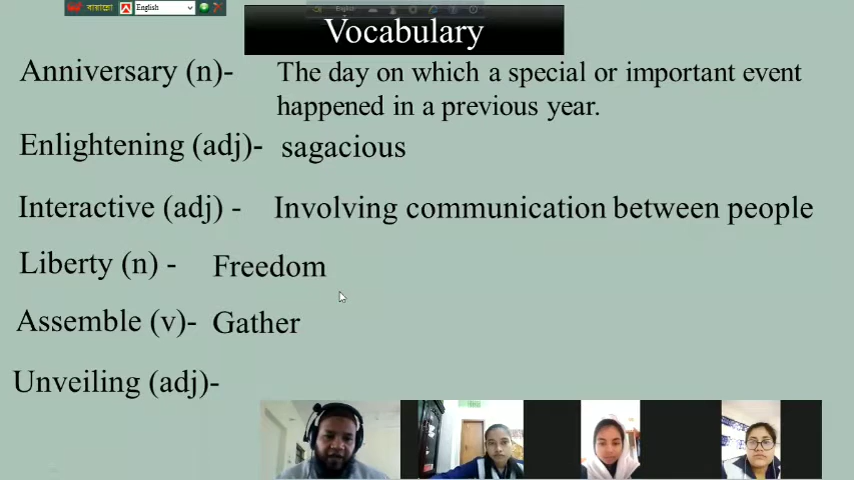 বায়ান্নো English
Vocabulary
Anniversary (n)- The day on which a special or important event
happened in a previous year.
Enlightening (adj)- sagacious
Interactive (adj) - Involving communication between people
Liberty (n) - Freedom
Assemble (v)- Gather
Unveiling (adj)-